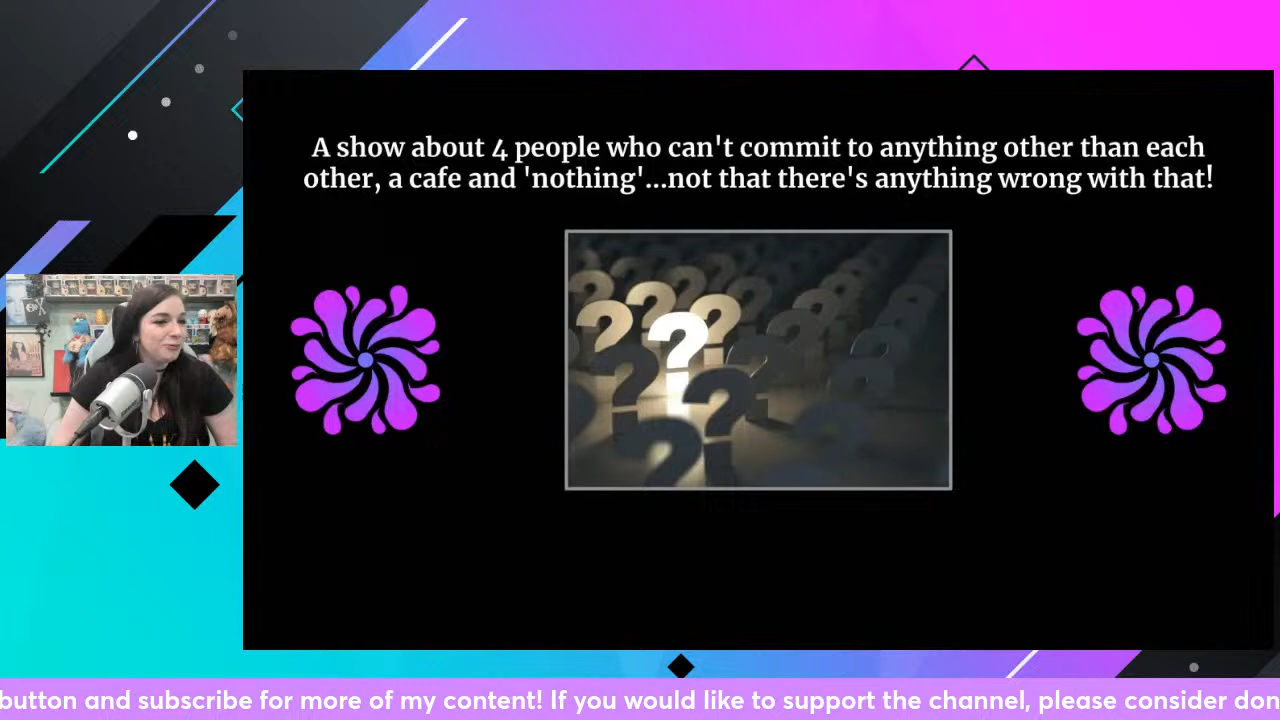 A show about 4 people who can't commit to anything other than each
other, a cafe and 'nothing'...not that there's anything wrong with that!
button and subscribe for more of my content! If you would like to support the channel, please consider don